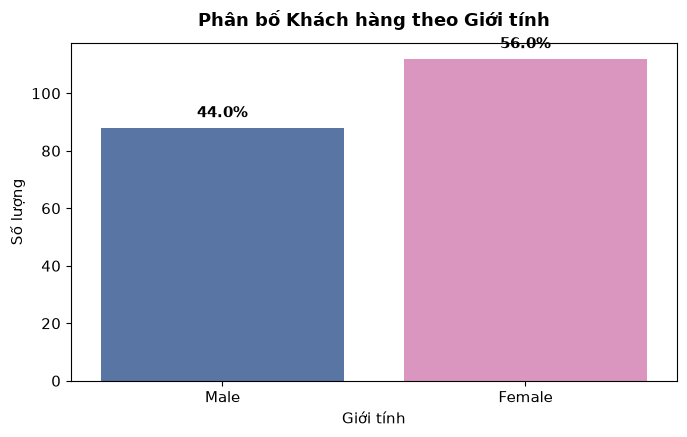 Phân bố Khách hàng theo Giới tính
56.0%
44.0%
100
80
60
40
20
0
Số lượng
Male
Female
Giới tính